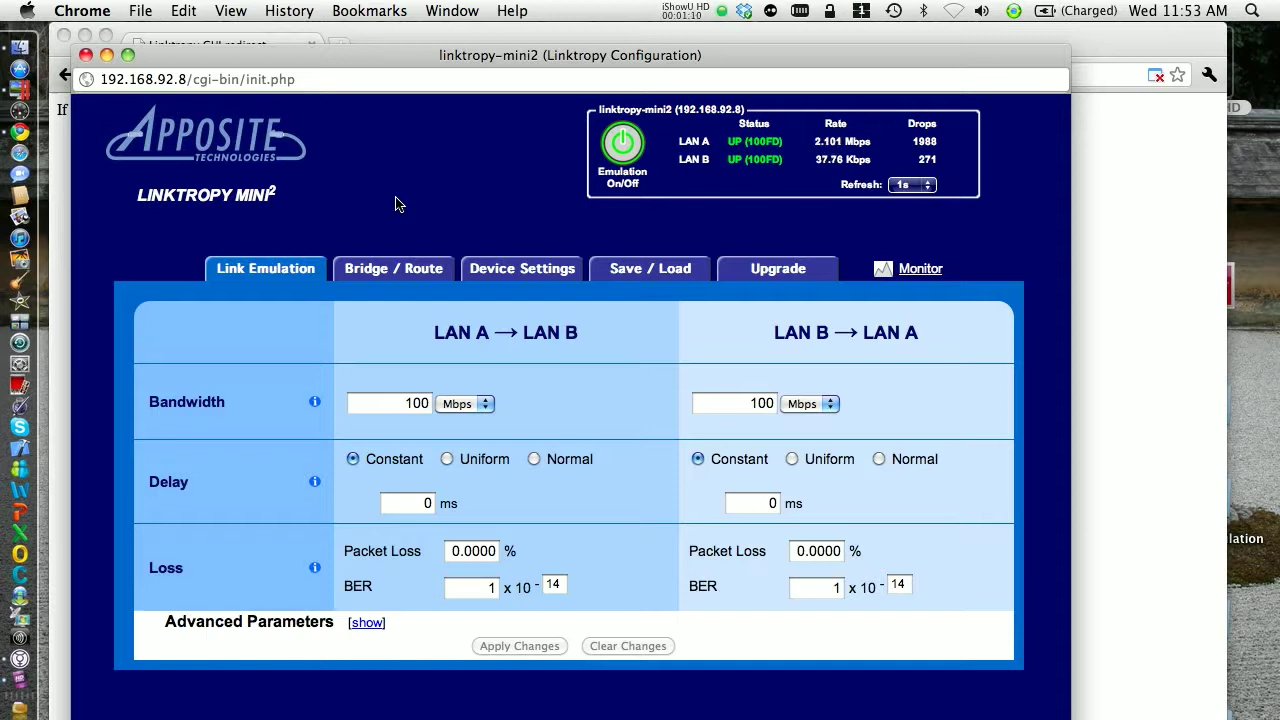 Chrome File Edit View History Bookmarks Window Help
iShowU HD
00:01:10
(Charged) Wed 11:53 AM
Linktropy GUI redirect
linktropy-mini2 (Linktropy Configuration)
192.168.92.8/cgi-bin/init.php
If
HD
APPOSITE
TECHNOLOGIES
LINKTROPY MINI2
linktropy-mini2 (192.168.92.8)
Status Rate Drops
LAN A UP (100FD) 2.101 Mbps 1988
LAN B UP (100FD) 37.76 Kbps 271
Emulation
On/Off
Refresh: 1s
Link Emulation Bridge / Route Device Settings Save / Load Upgrade Monitor
LAN A → LAN B LAN B → LAN A
Bandwidth 100 Mbps 100 Mbps
Delay
Constant Uniform Normal Constant Uniform Normal
0 ms 0 ms
Loss
Packet Loss 0.0000 % Packet Loss 0.0000 %
BER 1 x 10 - 14 BER 1 x 10 - 14
Advanced Parameters [show]
Apply Changes Clear Changes